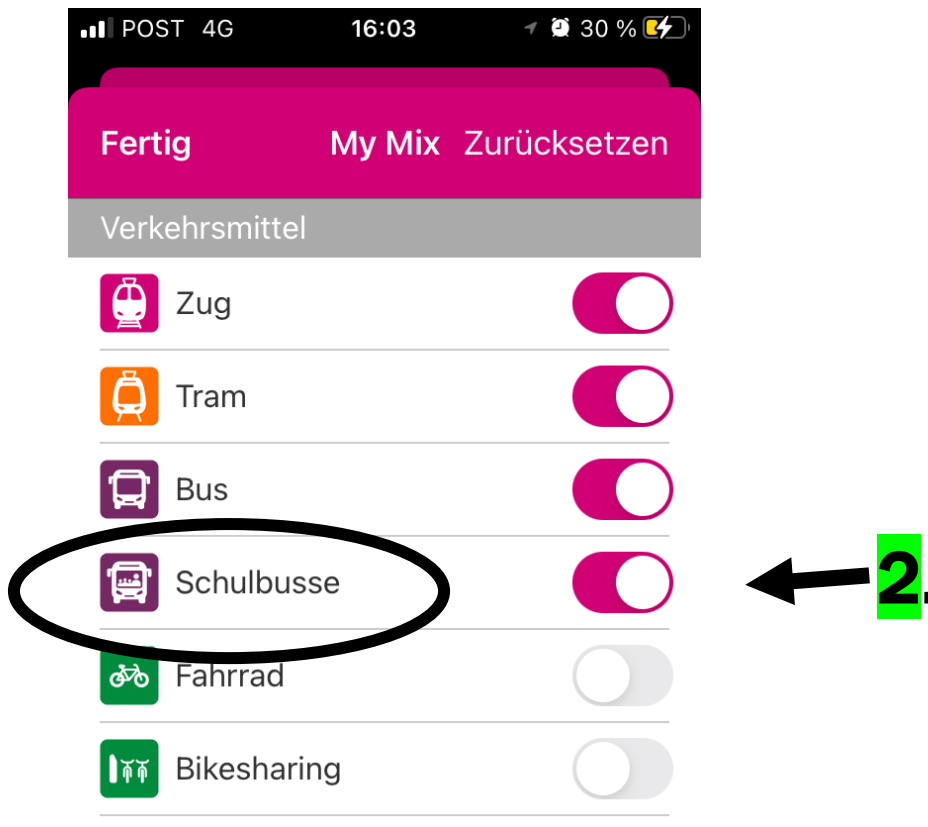 POST 4G 16:03 30 %
Fertig My Mix Zurücksetzen
Verkehrsmittel
Zug
Tram
Bus
Schulbusse
2.
Fahrrad
Bikesharing